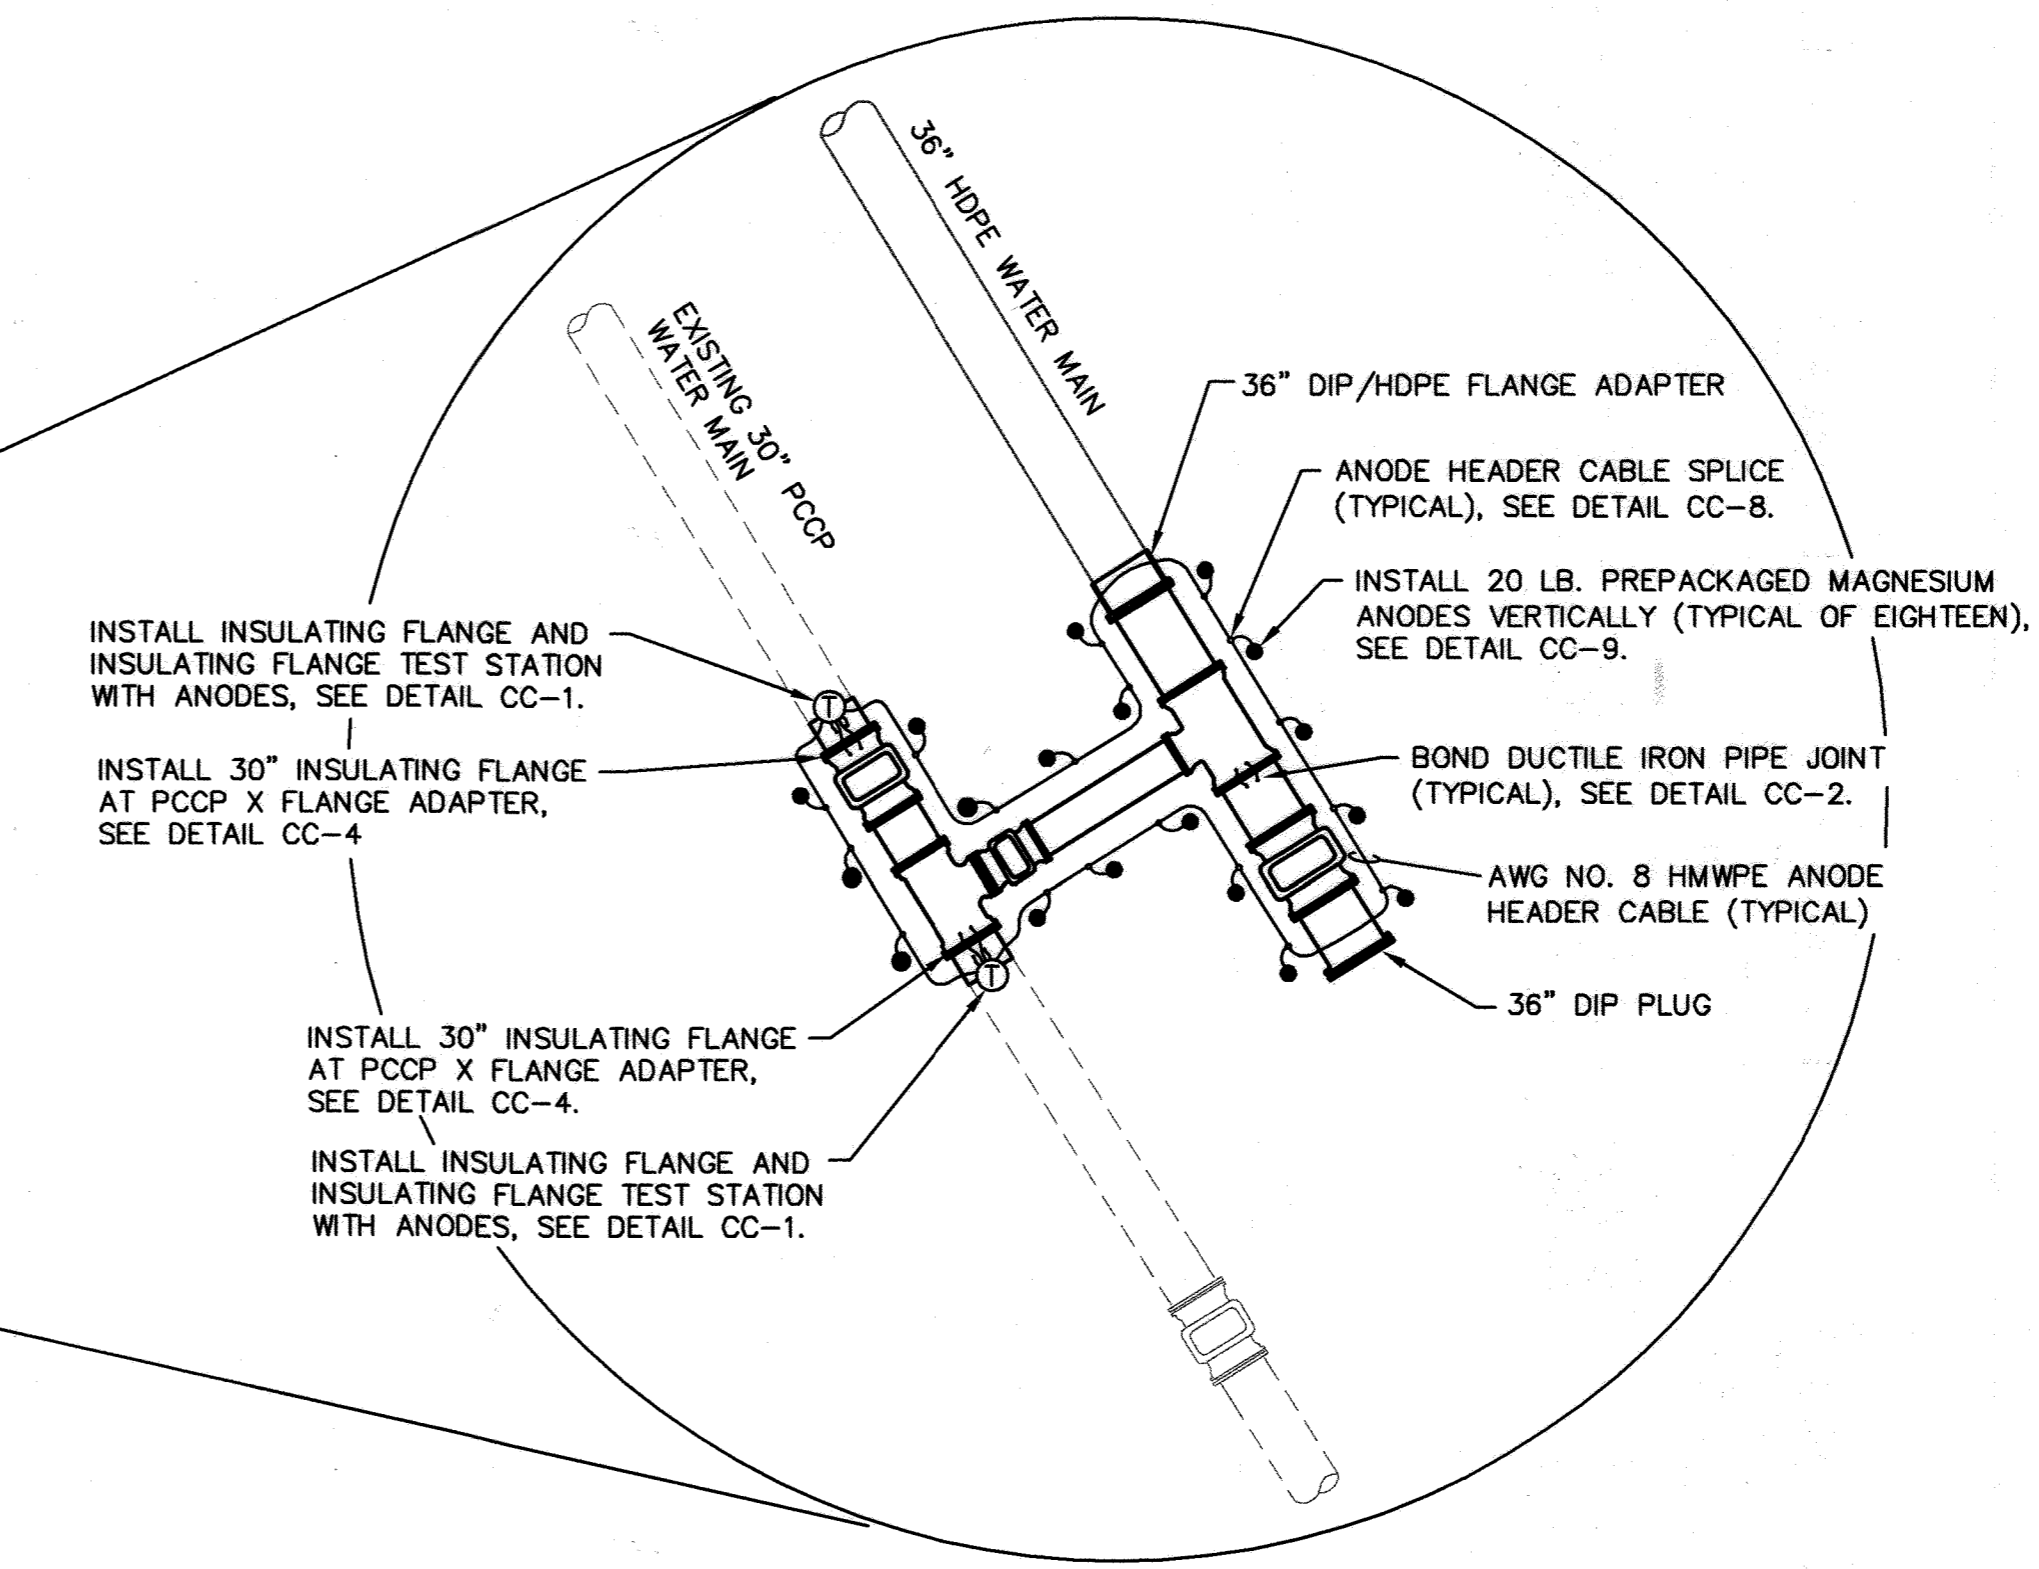 36" HDPE WATER MAIN
EXISTING 30" PCCP
WATER MAIN
36" DIP/HDPE FLANGE ADAPTER
ANODE HEADER CABLE SPLICE
(TYPICAL), SEE DETAIL CC-8.
INSTALL 20 LB. PREPACKAGED MAGNESIUM
ANODES VERTICALLY (TYPICAL OF EIGHTEEN),
SEE DETAIL CC-9.
INSTALL INSULATING FLANGE AND
INSULATING FLANGE TEST STATION
WITH ANODES, SEE DETAIL CC-1.
T
INSTALL 30" INSULATING FLANGE
AT PCCP X FLANGE ADAPTER,
SEE DETAIL CC-4
BOND DUCTILE IRON PIPE JOINT
(TYPICAL), SEE DETAIL CC-2.
AWG NO. 8 HMWPE ANODE
HEADER CABLE (TYPICAL)
T
36" DIP PLUG
INSTALL 30" INSULATING FLANGE
AT PCCP X FLANGE ADAPTER,
SEE DETAIL CC-4.
INSTALL INSULATING FLANGE AND
INSULATING FLANGE TEST STATION
WITH ANODES, SEE DETAIL CC-1.